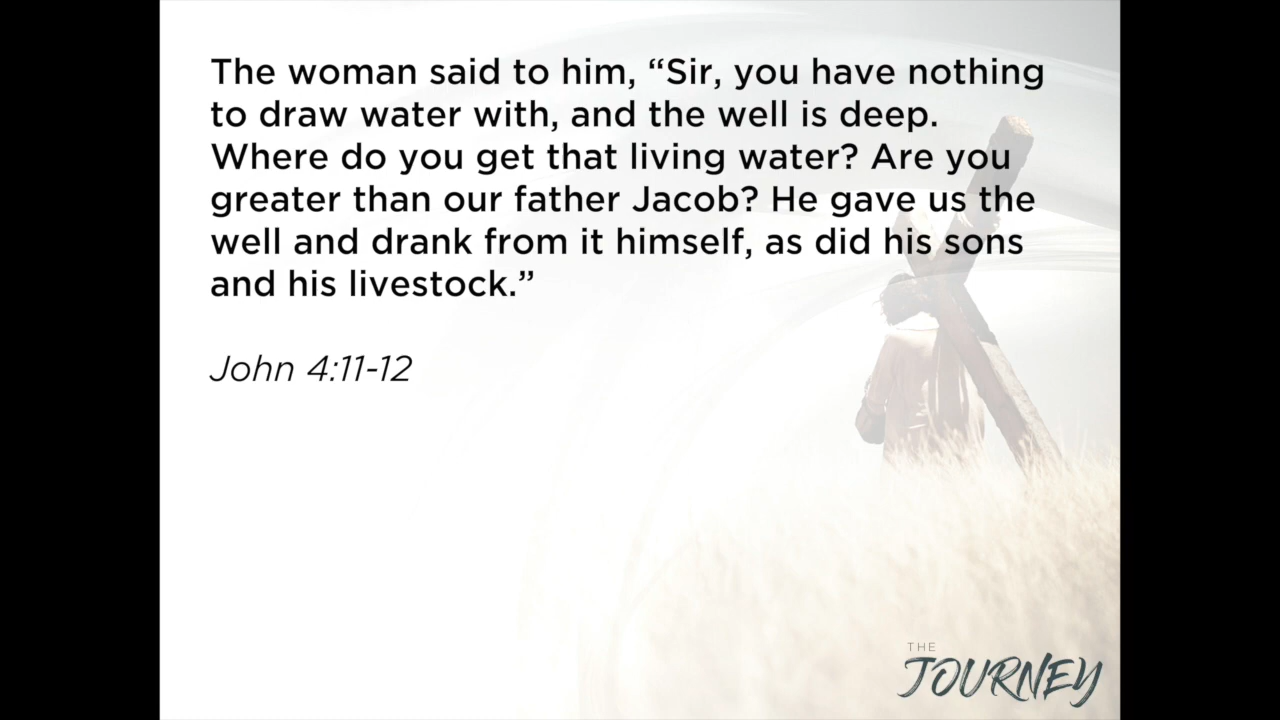 The woman said to him, “Sir, you have nothing
to draw water with, and the well is deep.
Where do you get that living water? Are you
greater than our father Jacob? He gave us the
well and drank from it himself, as did his sons
and his livestock.”
John 4:11-12
THE
JOURNEY